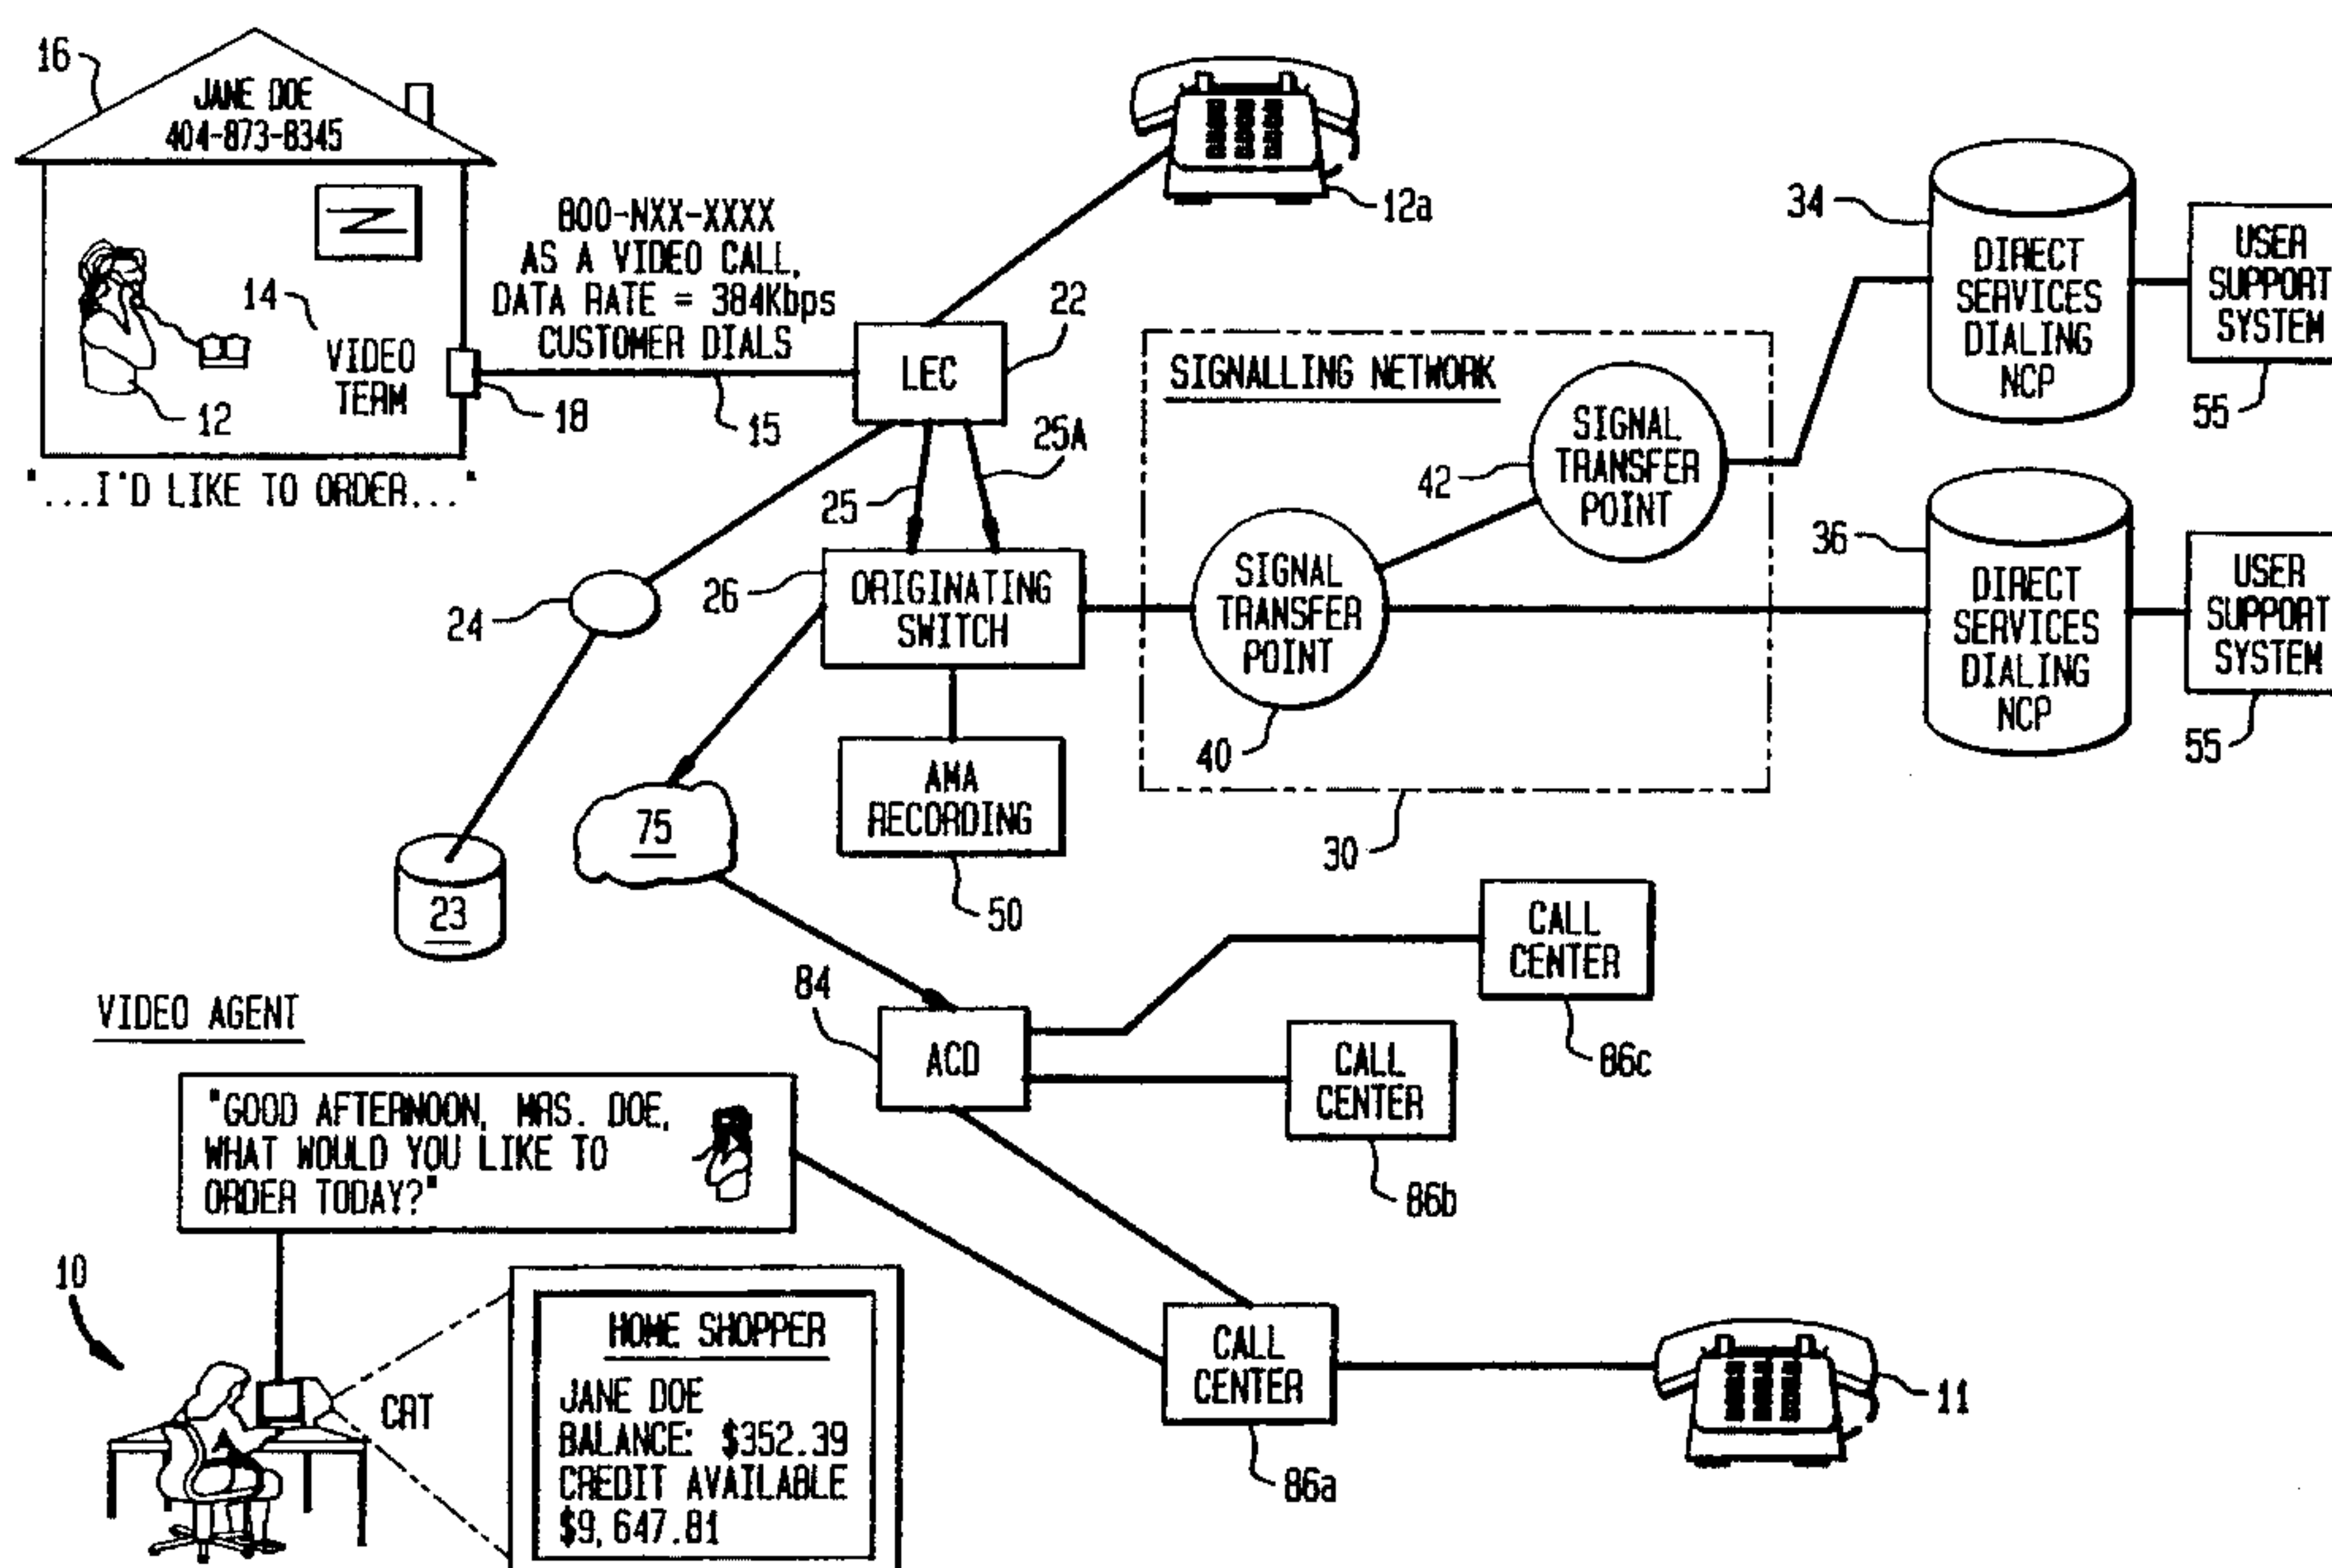 16
JANE DOE
404-873-8345
14
VIDEO
TERM
12
18
"...I'D LIKE TO ORDER..."
800-NXX-XXXX
AS A VIDEO CALL,
DATA RATE = 384Kbps
CUSTOMER DIALS
15
12a
LEC
22
25
25A
24
23
26
ORIGINATING
SWITCH
75
AMA
RECORDING
50
SIGNALLING NETWORK
SIGNAL
TRANSFER
POINT
42
SIGNAL
TRANSFER
POINT
40
30
34
DIRECT
SERVICES
DIALING
NCP
USER
SUPPORT
SYSTEM
55
36
DIRECT
SERVICES
DIALING
NCP
USER
SUPPORT
SYSTEM
55
84
ACD
CALL
CENTER
86c
CALL
CENTER
86b
CALL
CENTER
86a
11
VIDEO AGENT
"GOOD AFTERNOON, MRS. DOE,
WHAT WOULD YOU LIKE TO
ORDER TODAY?"
10
CRT
HOME SHOPPER
JANE DOE
BALANCE: $352.39
CREDIT AVAILABLE
$9,647.81